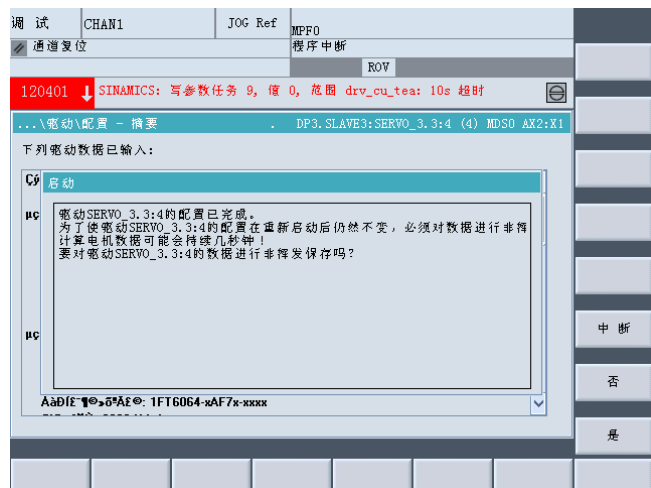 调 试 CHAN1 JOG Ref MPF0
通道复位 程序中断
ROV
120401 SINAMICS: 写参数任务 9, 值 0, 范围 drv_cu_tea: 10s 超时
...\驱动\配置 - 摘要 . DP3.SLAVE3:SERVO_3.3:4 (4) MDS0 AX2:X1
下列驱动数据已输入:
Çý
启动
µç
驱动SERVO_3.3:4的配置已完成。
为了使驱动SERVO_3.3:4的配置在重新启动后仍然不变, 必须对数据进行非挥
计算电机数据可能会持续几秒钟!
要对驱动SERVO_3.3:4的数据进行非挥发保存吗?
µç
1FT6064-xAF7x-xxxx
中 断
否
是